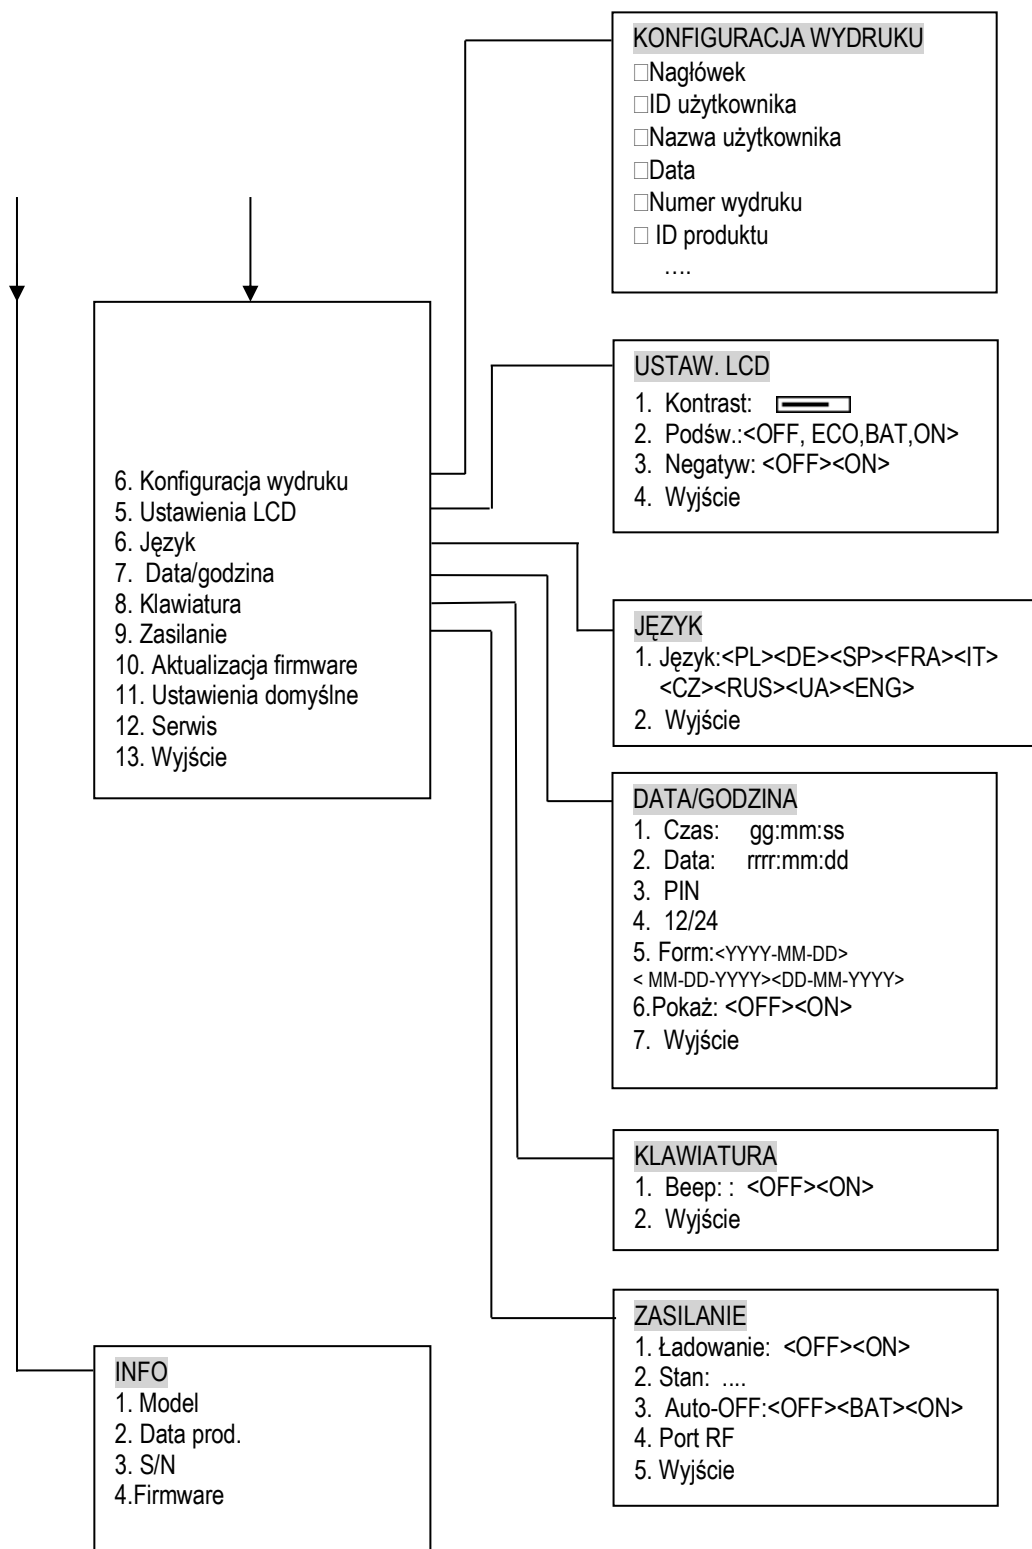 KONFIGURACJA WYDRUKU
□Nagłówek
□ID użytkownika
□Nazwa użytkownika
□Data
□Numer wydruku
□ ID produktu
….
6. Konfiguracja wydruku
5. Ustawienia LCD
6. Język
7. Data/godzina
8. Klawiatura
9. Zasilanie
10. Aktualizacja firmware
11. Ustawienia domyślne
12. Serwis
13. Wyjście
USTAW. LCD
1. Kontrast:
2. Podśw.:<OFF, ECO,BAT,ON>
3. Negatyw: <OFF><ON>
4. Wyjście
JĘZYK
1. Język:<PL><DE><SP><FRA><IT>
<CZ><RUS><UA><ENG>
2. Wyjście
DATA/GODZINA
1. Czas: gg:mm:ss
2. Data: rrrr:mm:dd
3. PIN
4. 12/24
5. Form:<YYYY-MM-DD>
< MM-DD-YYYY><DD-MM-YYYY>
6.Pokaż: <OFF><ON>
7. Wyjście
KLAWIATURA
1. Beep: : <OFF><ON>
2. Wyjście
ZASILANIE
1. Ładowanie: <OFF><ON>
2. Stan: ....
3. Auto-OFF:<OFF><BAT><ON>
4. Port RF
5. Wyjście
INFO
1. Model
2. Data prod.
3. S/N
4.Firmware